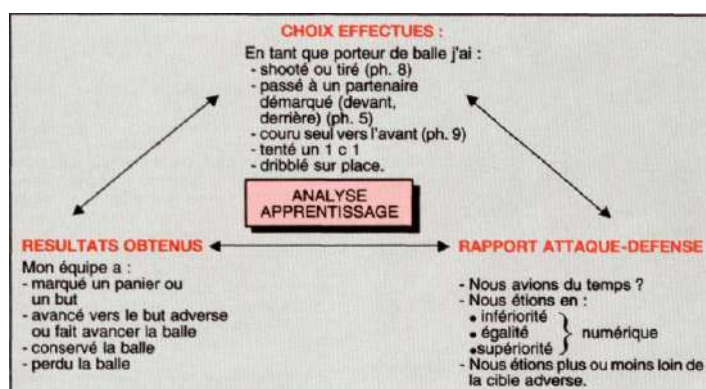 CHOIX EFFECTUES :
En tant que porteur de balle j'ai :
- shooté ou tiré (ph. 8)
- passé à un partenaire
démarqué (devant,
derrière) (ph. 5)
- couru seul vers l'avant (ph. 9)
- tenté un 1 c 1
- dribblé sur place.
ANALYSE
APPRENTISSAGE
RESULTATS OBTENUS
Mon équipe a :
- marqué un panier ou
un but
- avancé vers le but adverse
ou fait avancer la balle
- conservé la balle
- perdu la balle
RAPPORT ATTAQUE-DEFENSE
- Nous avions du temps ?
- Nous étions en :
• infériorité
• égalité } numérique
• supériorité
- Nous étions plus ou moins loin de
la cible adverse.